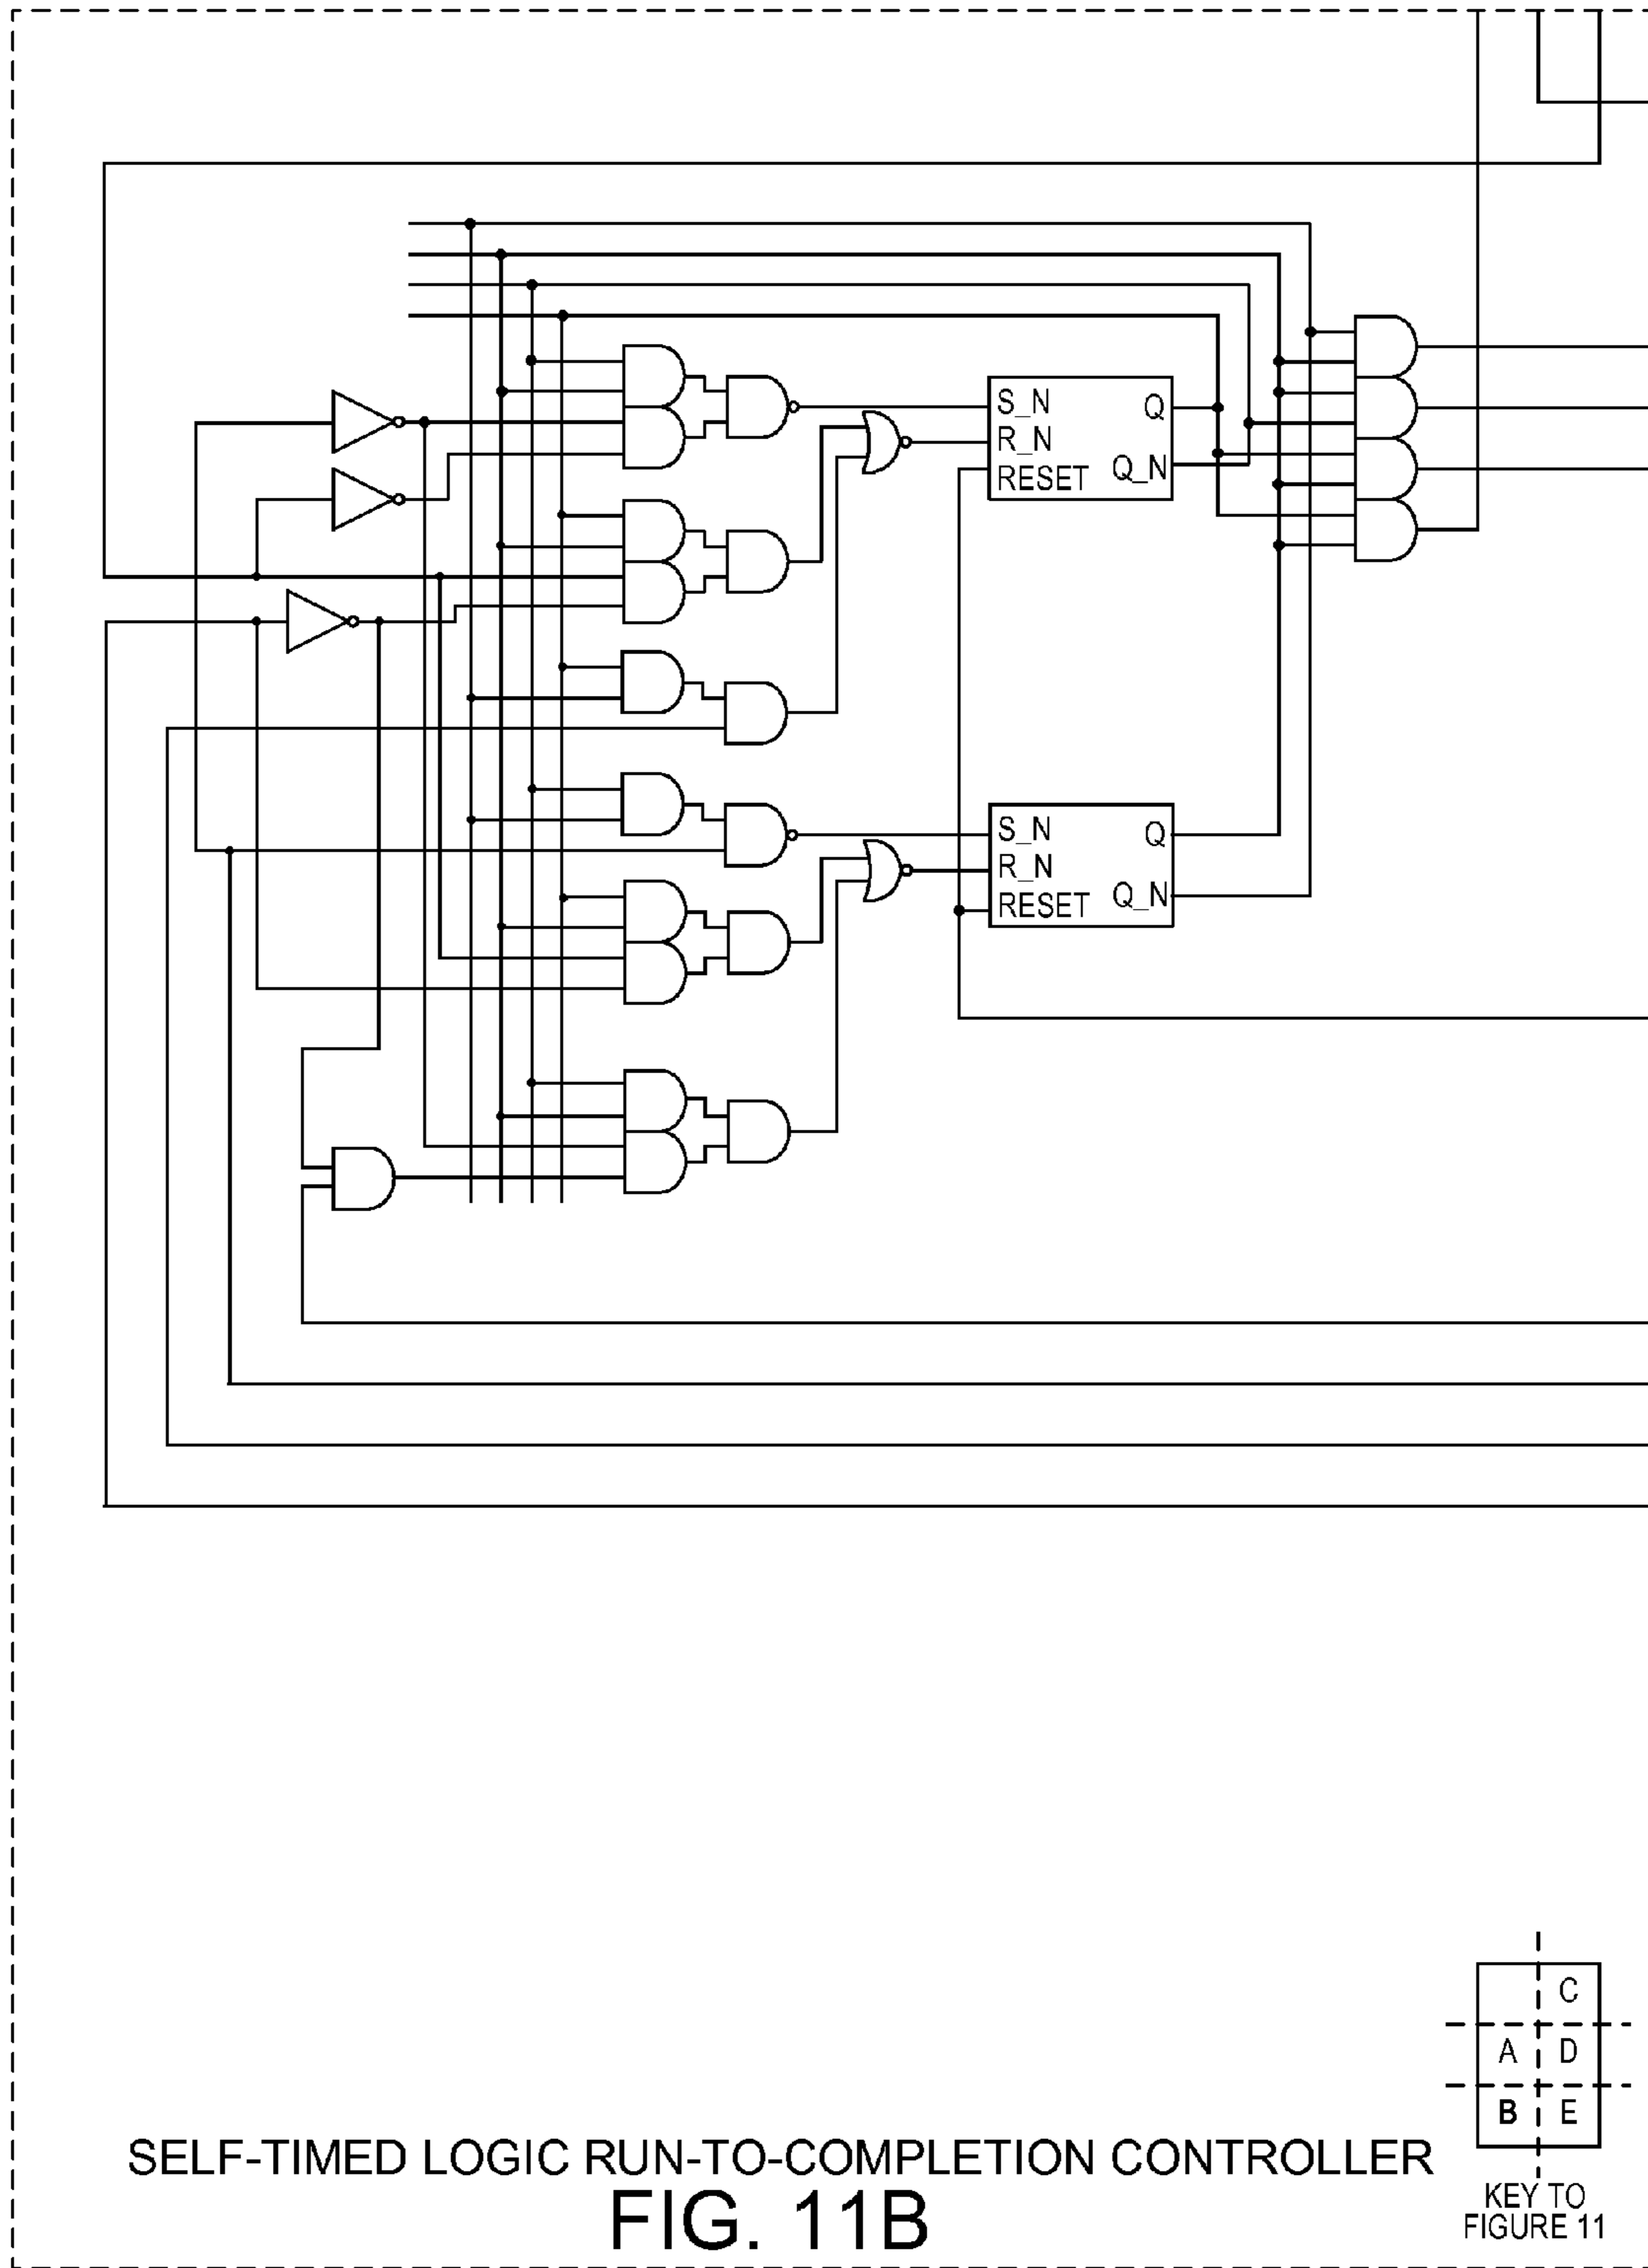 S_N
Q
R_N
RESET Q_N
S_N
Q
R_N
RESET Q_N
C
A D
B E
SELF-TIMED LOGIC RUN-TO-COMPLETION CONTROLLER
FIG. 11B
KEY TO
FIGURE 11